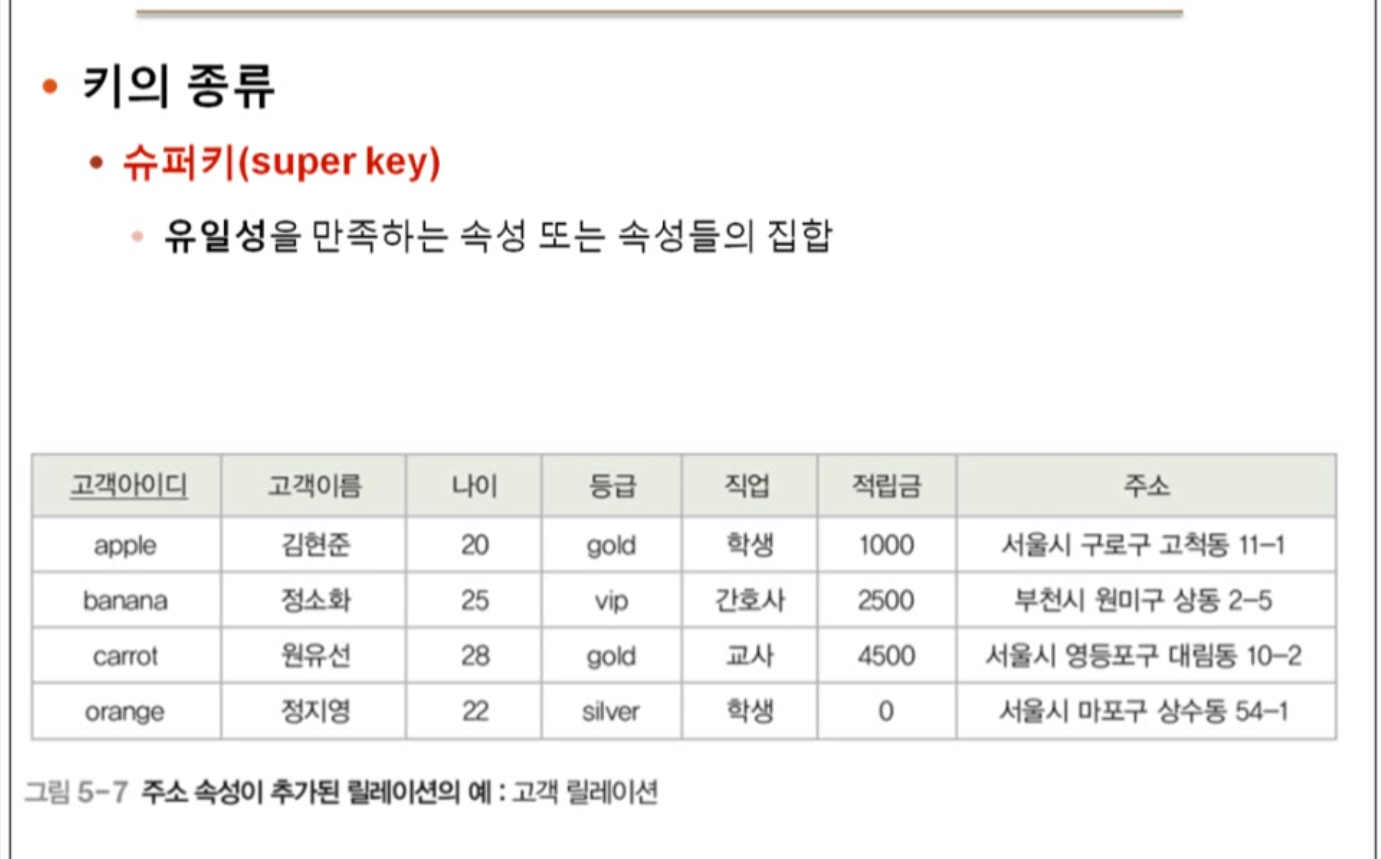 키의 종류
슈퍼키(super key)
유일성을 만족하는 속성 또는 속성들의 집합
고객아이디 고객이름 나이 등급 직업 적립금 주소
apple 김현준 20 gold 학생 1000 서울시 구로구 고척동 11-1
banana 정소화 25 vip 간호사 2500 부천시 원미구 상동 2-5
carrot 원유선 28 gold 교사 4500 서울시 영등포구 대림동 10-2
orange 정지영 22 silver 학생 0 서울시 마포구 상수동 54-1
그림 5-7 주소 속성이 추가된 릴레이션의 예 : 고객 릴레이션